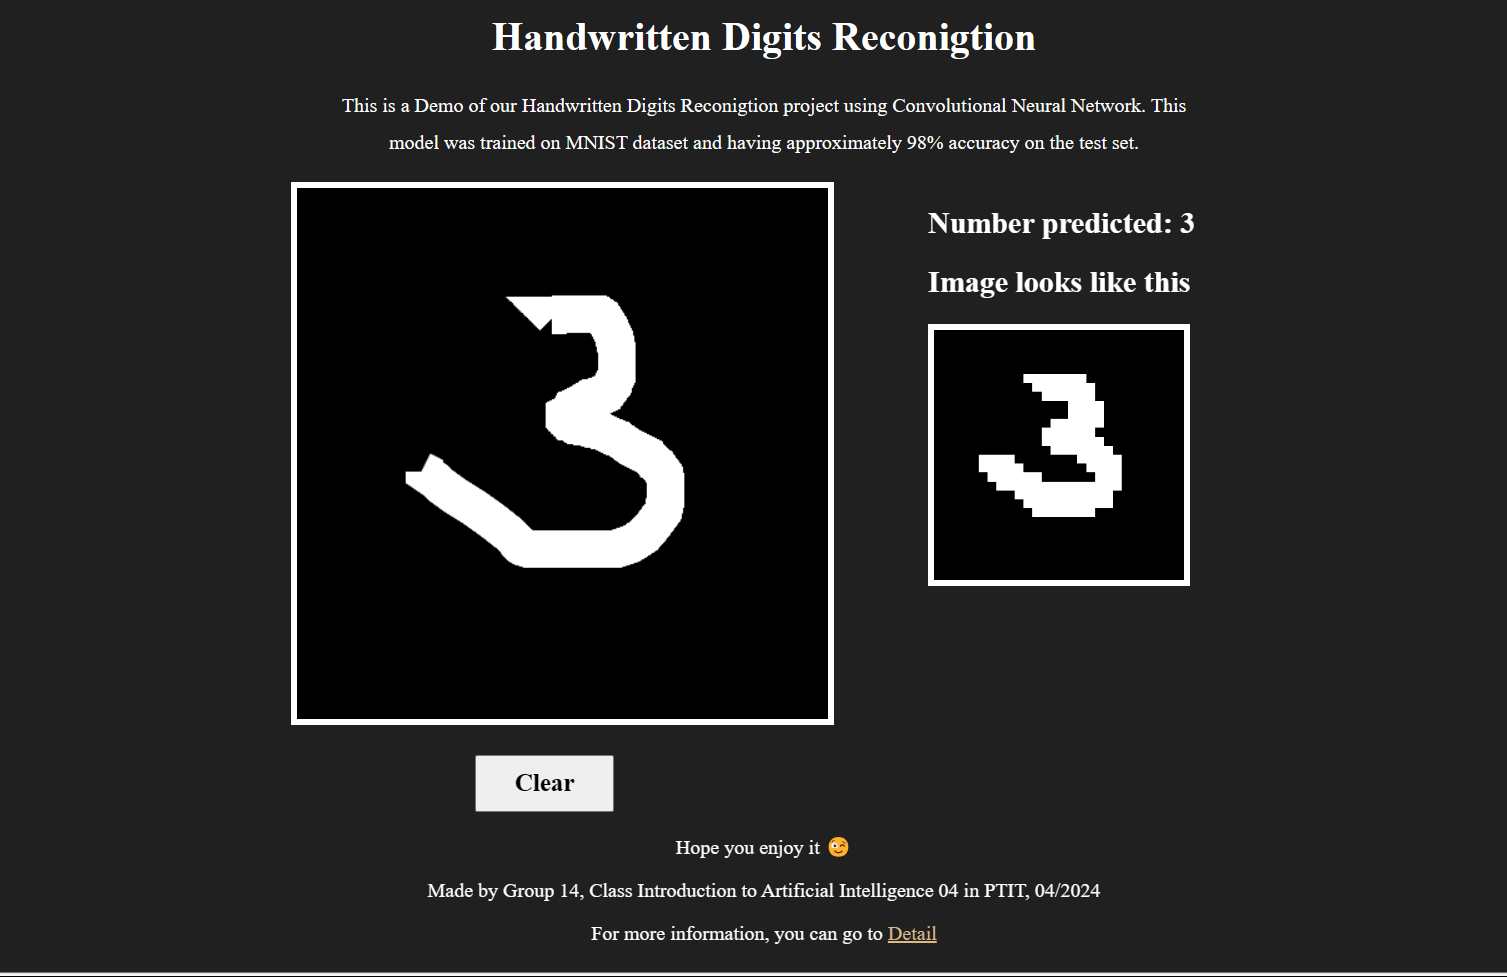 Handwritten Digits Reconigtion
This is a Demo of our Handwritten Digits Reconigtion project using Convolutional Neural Network. This
model was trained on MNIST dataset and having approximately 98% accuracy on the test set.
Number predicted: 3
Image looks like this
3
3
Clear
Hope you enjoy it 😉
Made by Group 14, Class Introduction to Artificial Intelligence 04 in PTIT, 04/2024
For more information, you can go to Detail